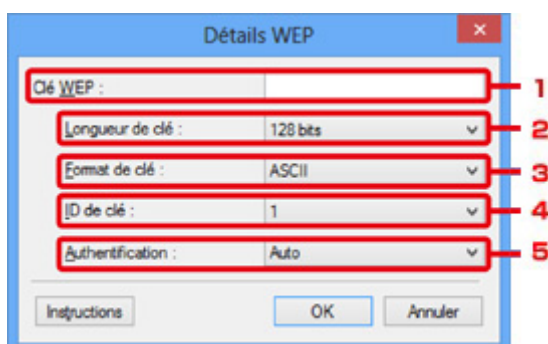 Détails WEP
Clé WEP : 1
Longueur de clé : 128 bits 2
Format de clé : ASCII 3
ID de clé : 1 4
Authentification : Auto 5
Instructions OK Annuler